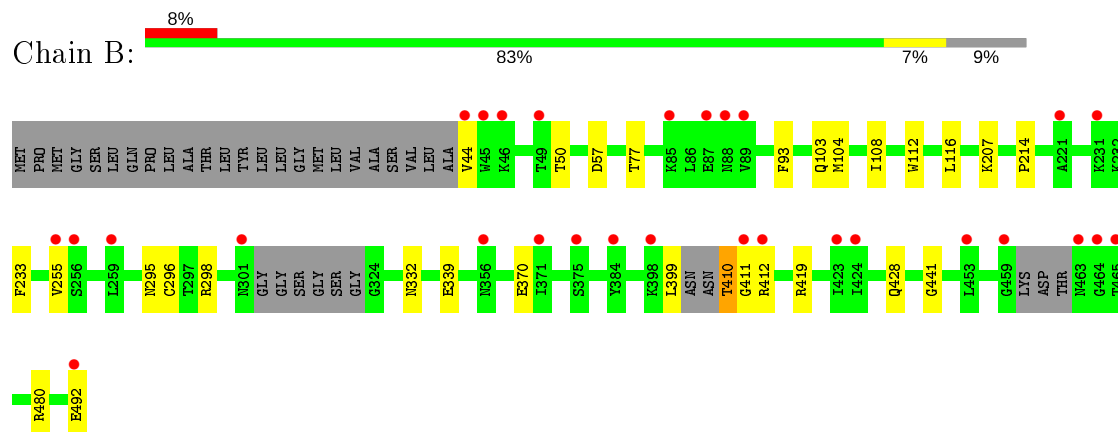 8%
Chain B:
83% 7% 9%
MET PRO MET GLY SER SER LEU LEU GLN PRO LEU ALA THR LEU TYR LEU LEU GLY MET LEU VAL ALA SER VAL LEU ALA V44 W45 K46 T49 T50 D57 T77 K85 L86 E87 N88 V89 F93 Q103 M104 I108 W112 L116 K207 P214 A221 K231 K232
F233 V255 S256 L259 N295 C296 T297 R298 N301 GLY GLY SER GLY SER GLY G324 N332 E339 N356 E370 I371 S375 Y384 K398 L399 ASN ASN T410 G411 R412 R419 I423 I424 Q428 G441 L453 G459 LYS ASP THR N463 G464 T465
R480 E492